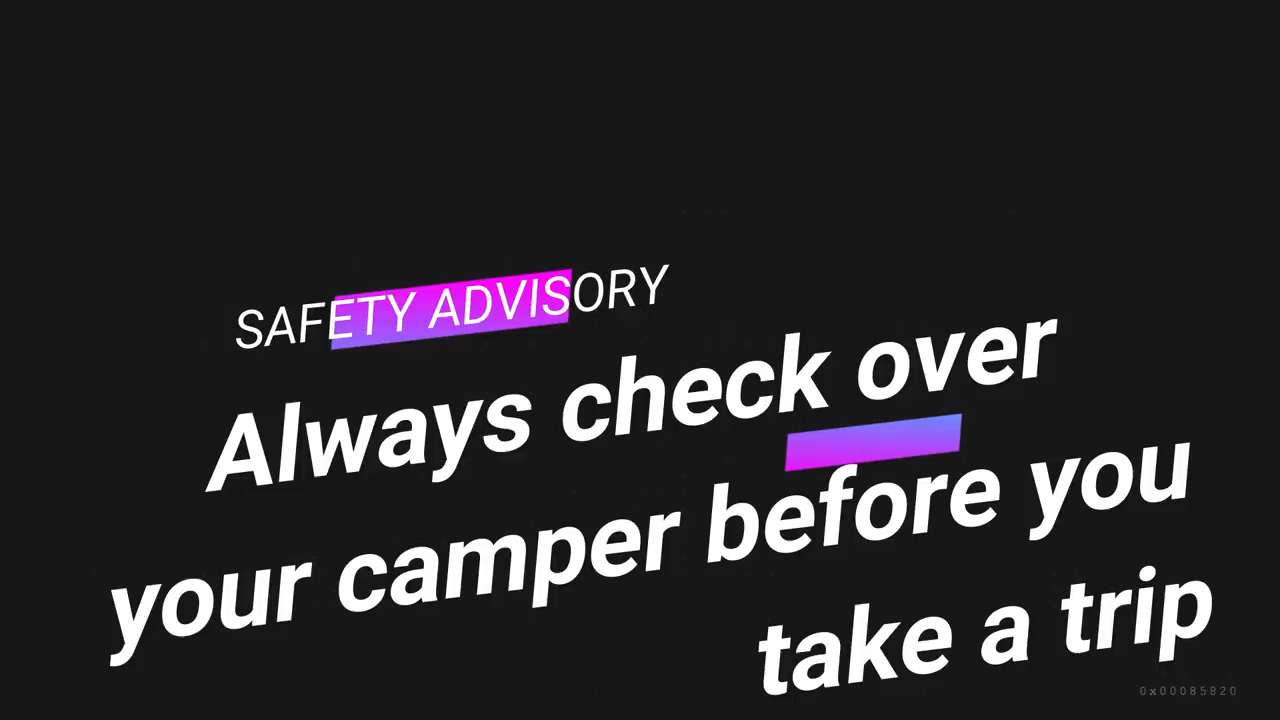 SAFETY ADVISORY
Always check over
your camper before you
take a trip
0x00085820